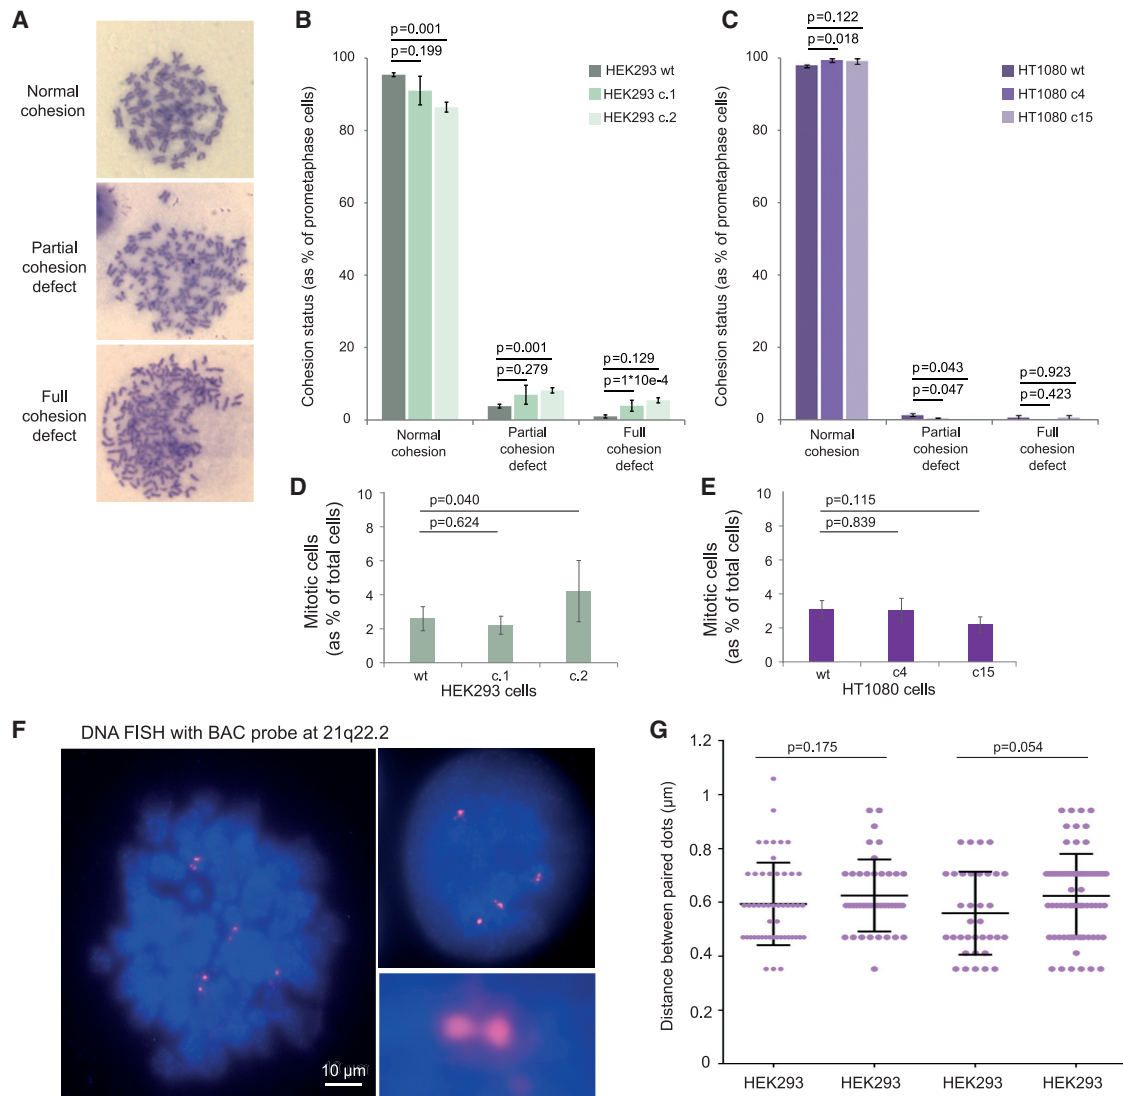 A
Normal
cohesion
Partial
cohesion
defect
Full
cohesion
defect
B
p=0.001
p=0.199
100
80
60
40
20
0
Cohesion status (as % of prometaphase cells)
HEK293 wt
HEK293 c.1
HEK293 c.2
p=0.001
p=0.279
p=0.129
p=1*10e-4
Normal
cohesion
Partial
cohesion
defect
Full
cohesion
defect
C
p=0.122
p=0.018
100
80
60
40
20
0
Cohesion status (as % of prometaphase cells)
HT1080 wt
HT1080 c4
HT1080 c15
p=0.043
p=0.047
p=0.923
p=0.423
Normal
cohesion
Partial
cohesion
defect
Full
cohesion
defect
D
p=0.040
p=0.624
10
8
6
4
2
0
Mitotic cells
(as % of total cells)
wt
c.1
c.2
HEK293 cells
E
p=0.115
p=0.839
10
8
6
4
2
0
Mitotic cells
(as % of total cells)
wt
c4
c15
HT1080 cells
F
DNA FISH with BAC probe at 21q22.2
10 µm
G
p=0.175
p=0.054
1.2
1
0.8
0.6
0.4
0.2
0
Distance between paired dots (µm)
HEK293
HEK293
HEK293
HEK293